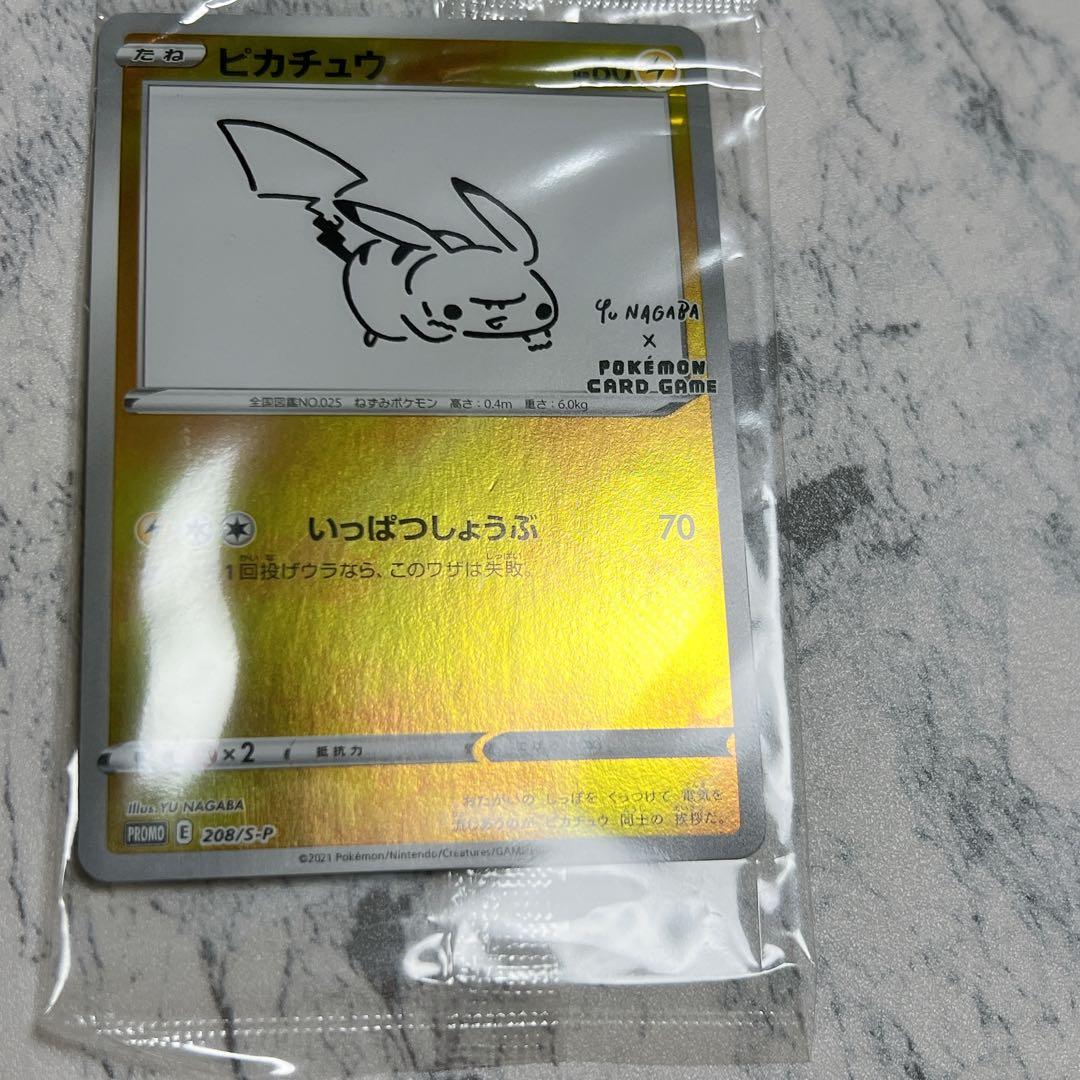 たね ピカチュウ HP 60
Yu NAGABA
×
POKÉMON
CARD GAME
全国図鑑NO.025 ねずみポケモン 高さ:0.4m 重さ:6.0kg
いっぱつしょうぶ 70
1回投げウラなら、このワザは失敗。
×2 抵抗力
Illus. YU NAGABA
おたがいの しっぽを くっつけて 電気を
流しあうのが、ピカチュウ 同士の 挨拶だ。
PROMO E 208/S-P
©2021 Pokémon/Nintendo/Creatures/GAME